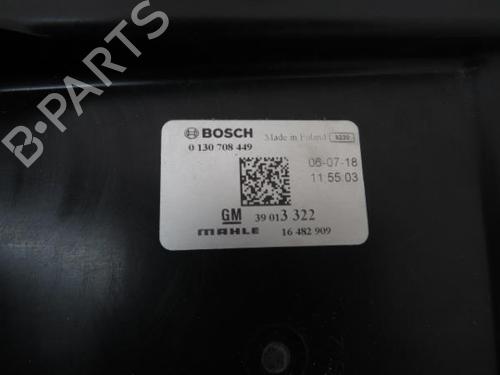 BOSCH Made in Poland
0 130 708 449
06-07-18
11:55:03
GM 39 013 322
MAHLE 16 482 909
B-PARTS